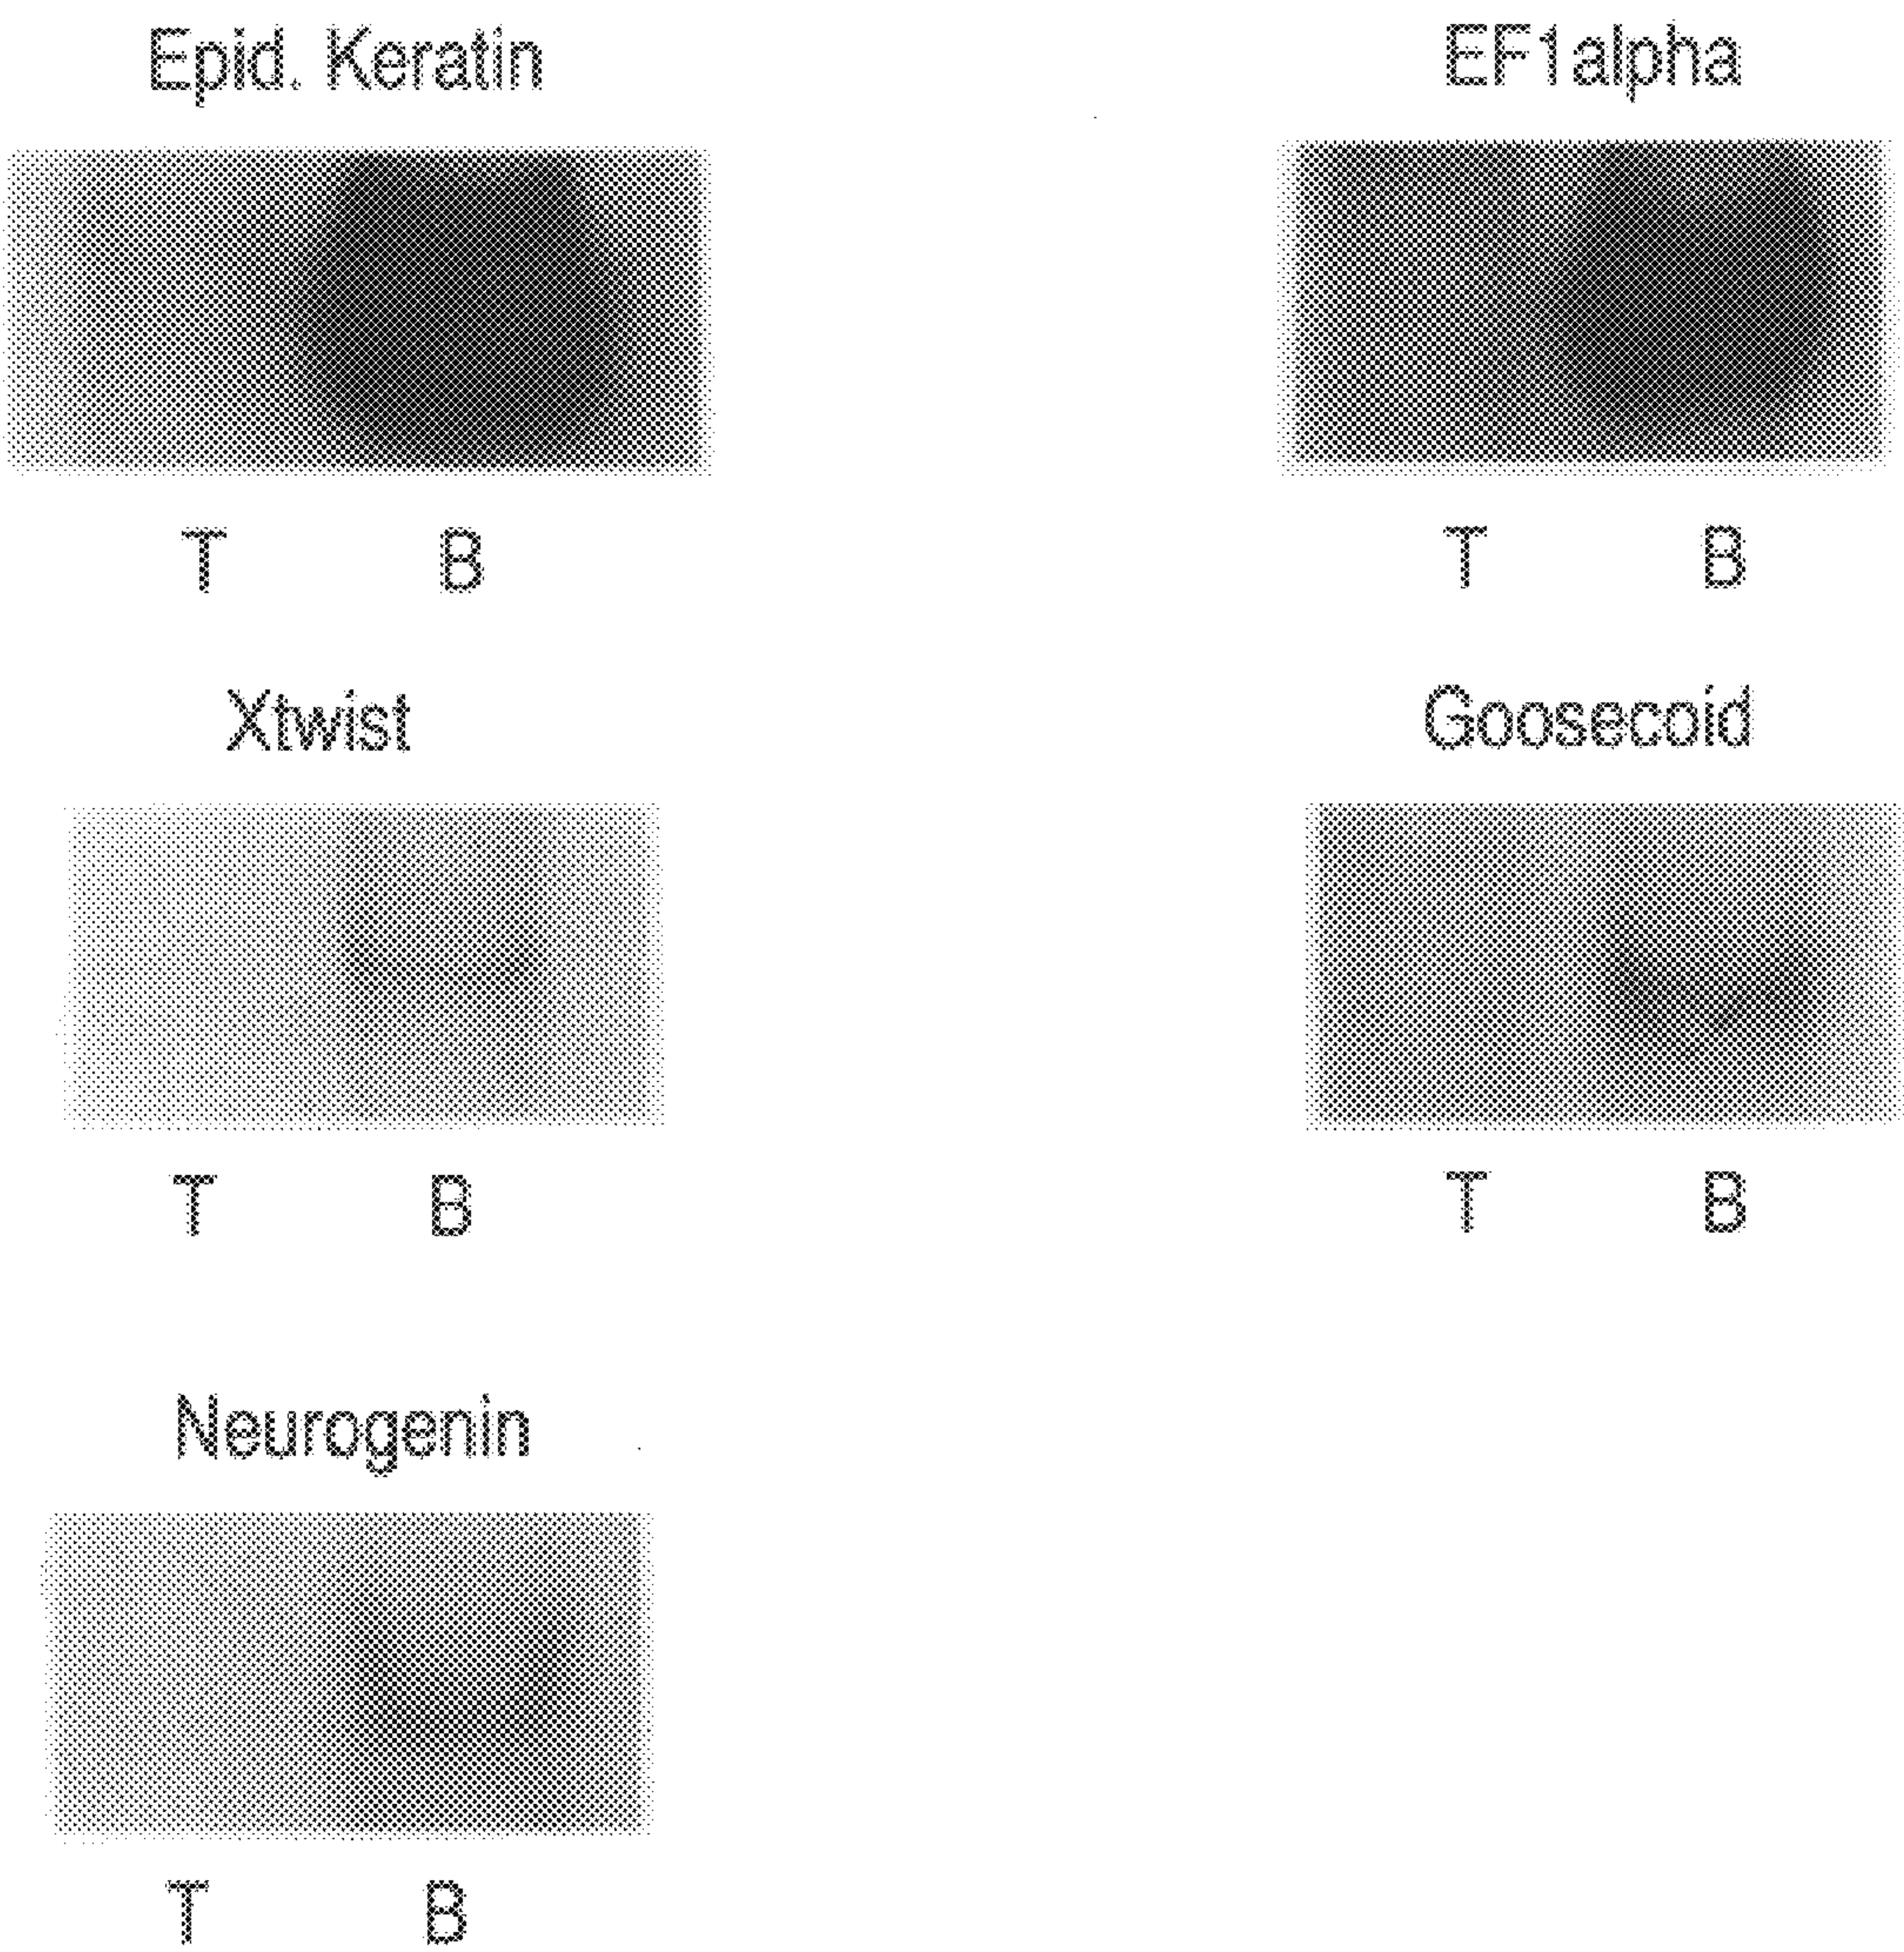 Epid. Keratin
EF1alpha
T B
T B
Xtwist
Goosecoid
T B
T B
Neurogenin
T B